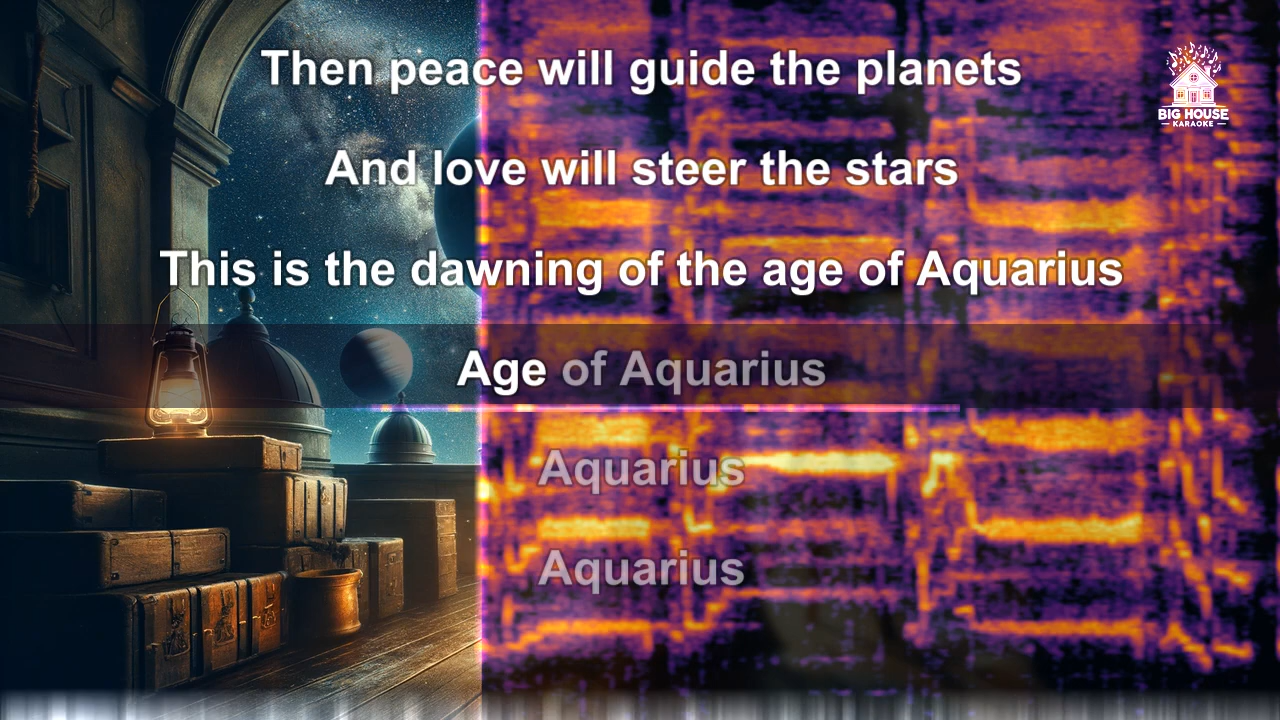 Then peace will guide the planets
And love will steer the stars
This is the dawning of the age of Aquarius
Age of Aquarius
Aquarius
Aquarius
BIG HOUSE
KARAOKE